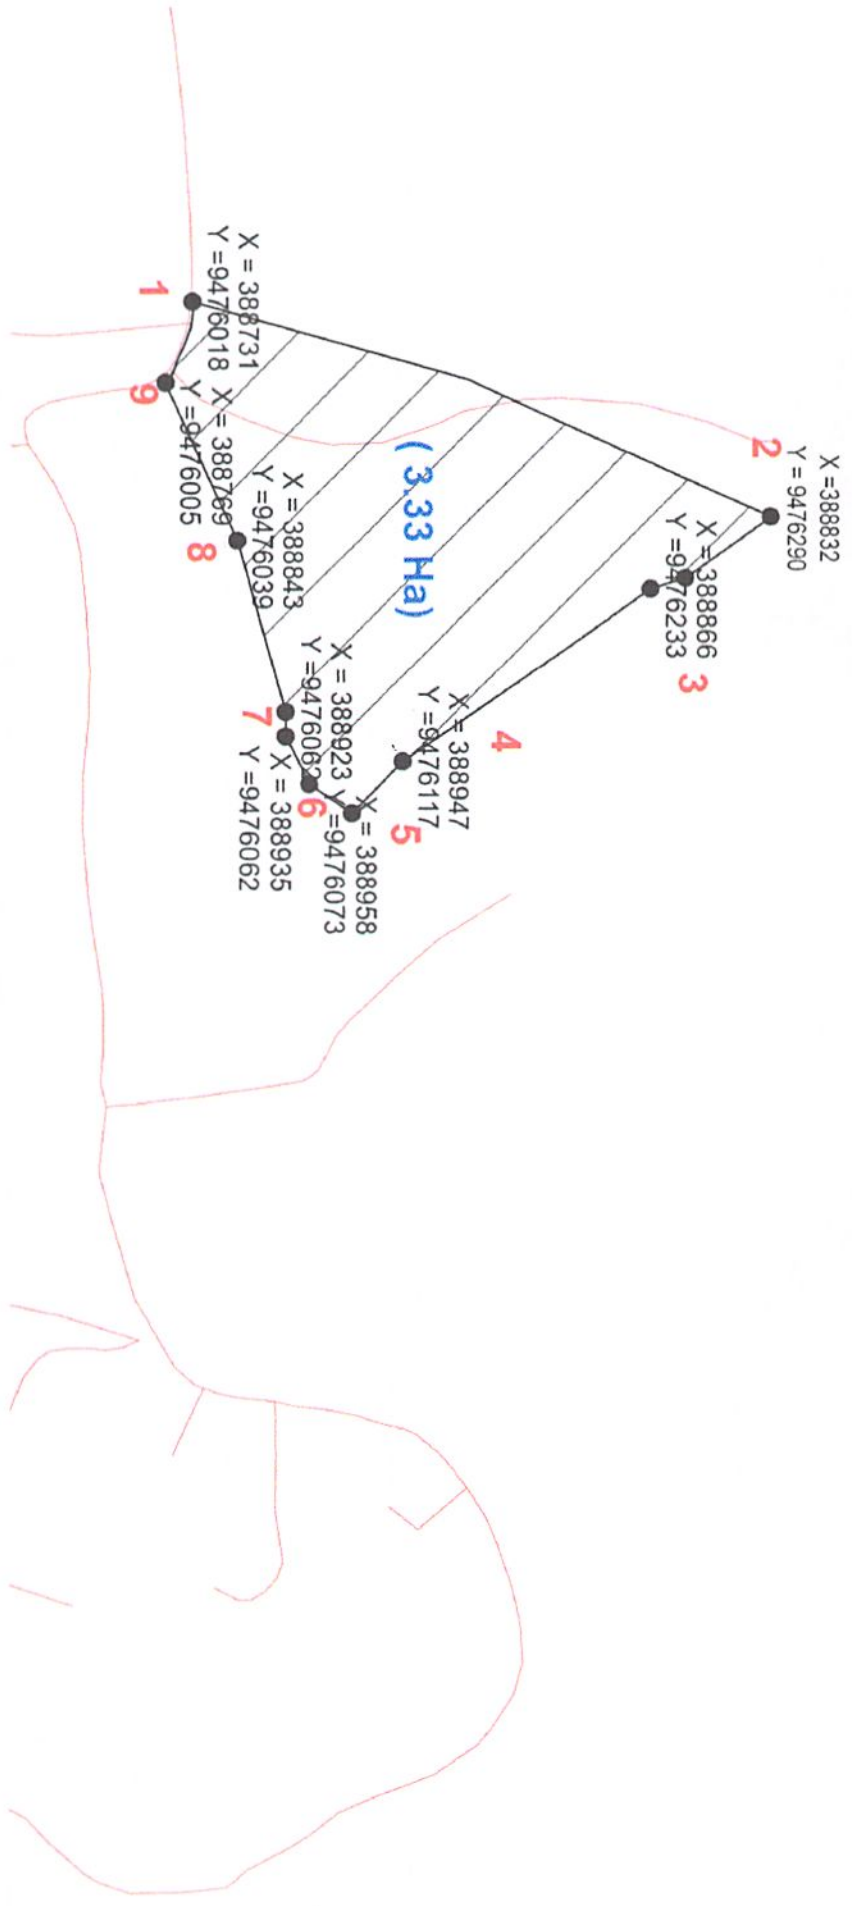 2
X =388832
Y = 9476290
X = 388866
Y =9476233
3
4
X = 388947
Y =9476117
5
( 3.33 Ha)
X = 388958
Y =9476073
6
X = 388923
Y =9476062
7
X = 388935
Y =9476062
X = 388843
Y =9476039
8
X = 388769
Y =9476005
9
X = 388731
Y =9476018
1